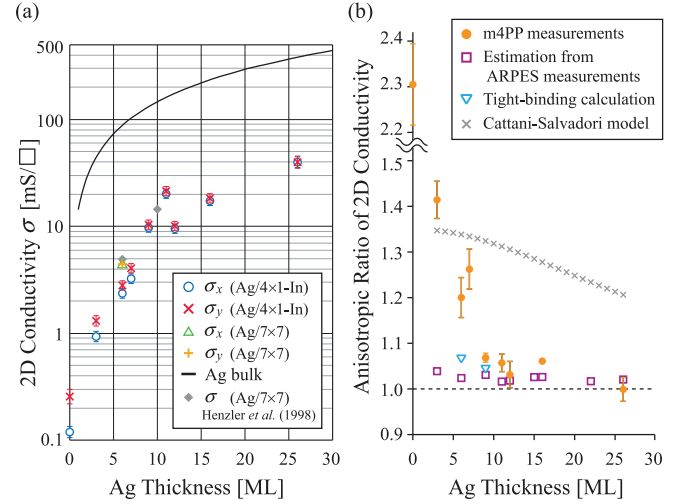 (a)
2D Conductivity σ [mS/□]
500
100
10
1
0.1
0
5
10
15
20
25
30
Ag Thickness [ML]
σx (Ag/4×1-In)
σy (Ag/4×1-In)
σx (Ag/7×7)
σy (Ag/7×7)
Ag bulk
σ (Ag/7×7)
Henzler et al. (1998)
(b)
Anisotropic Ratio of 2D Conductivity
2.4
2.3
2.2
1.5
1.4
1.3
1.2
1.1
1.0
0.9
0
5
10
15
20
25
30
Ag Thickness [ML]
m4PP measurements
Estimation from
ARPES measurements
Tight-binding calculation
Cattani-Salvadori model